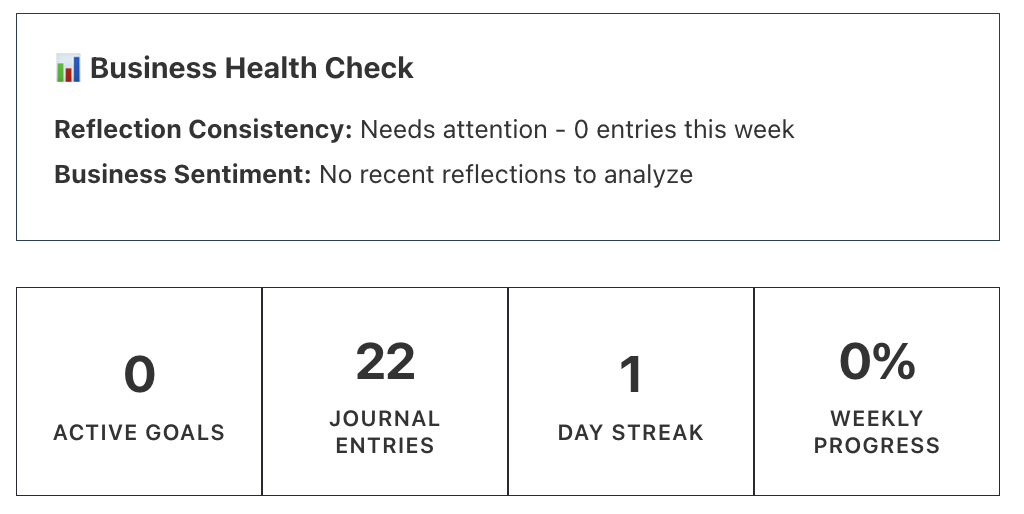 📊 Business Health Check
Reflection Consistency: Needs attention - 0 entries this week
Business Sentiment: No recent reflections to analyze
0
ACTIVE GOALS
22
JOURNAL
ENTRIES
1
DAY STREAK
0%
WEEKLY
PROGRESS